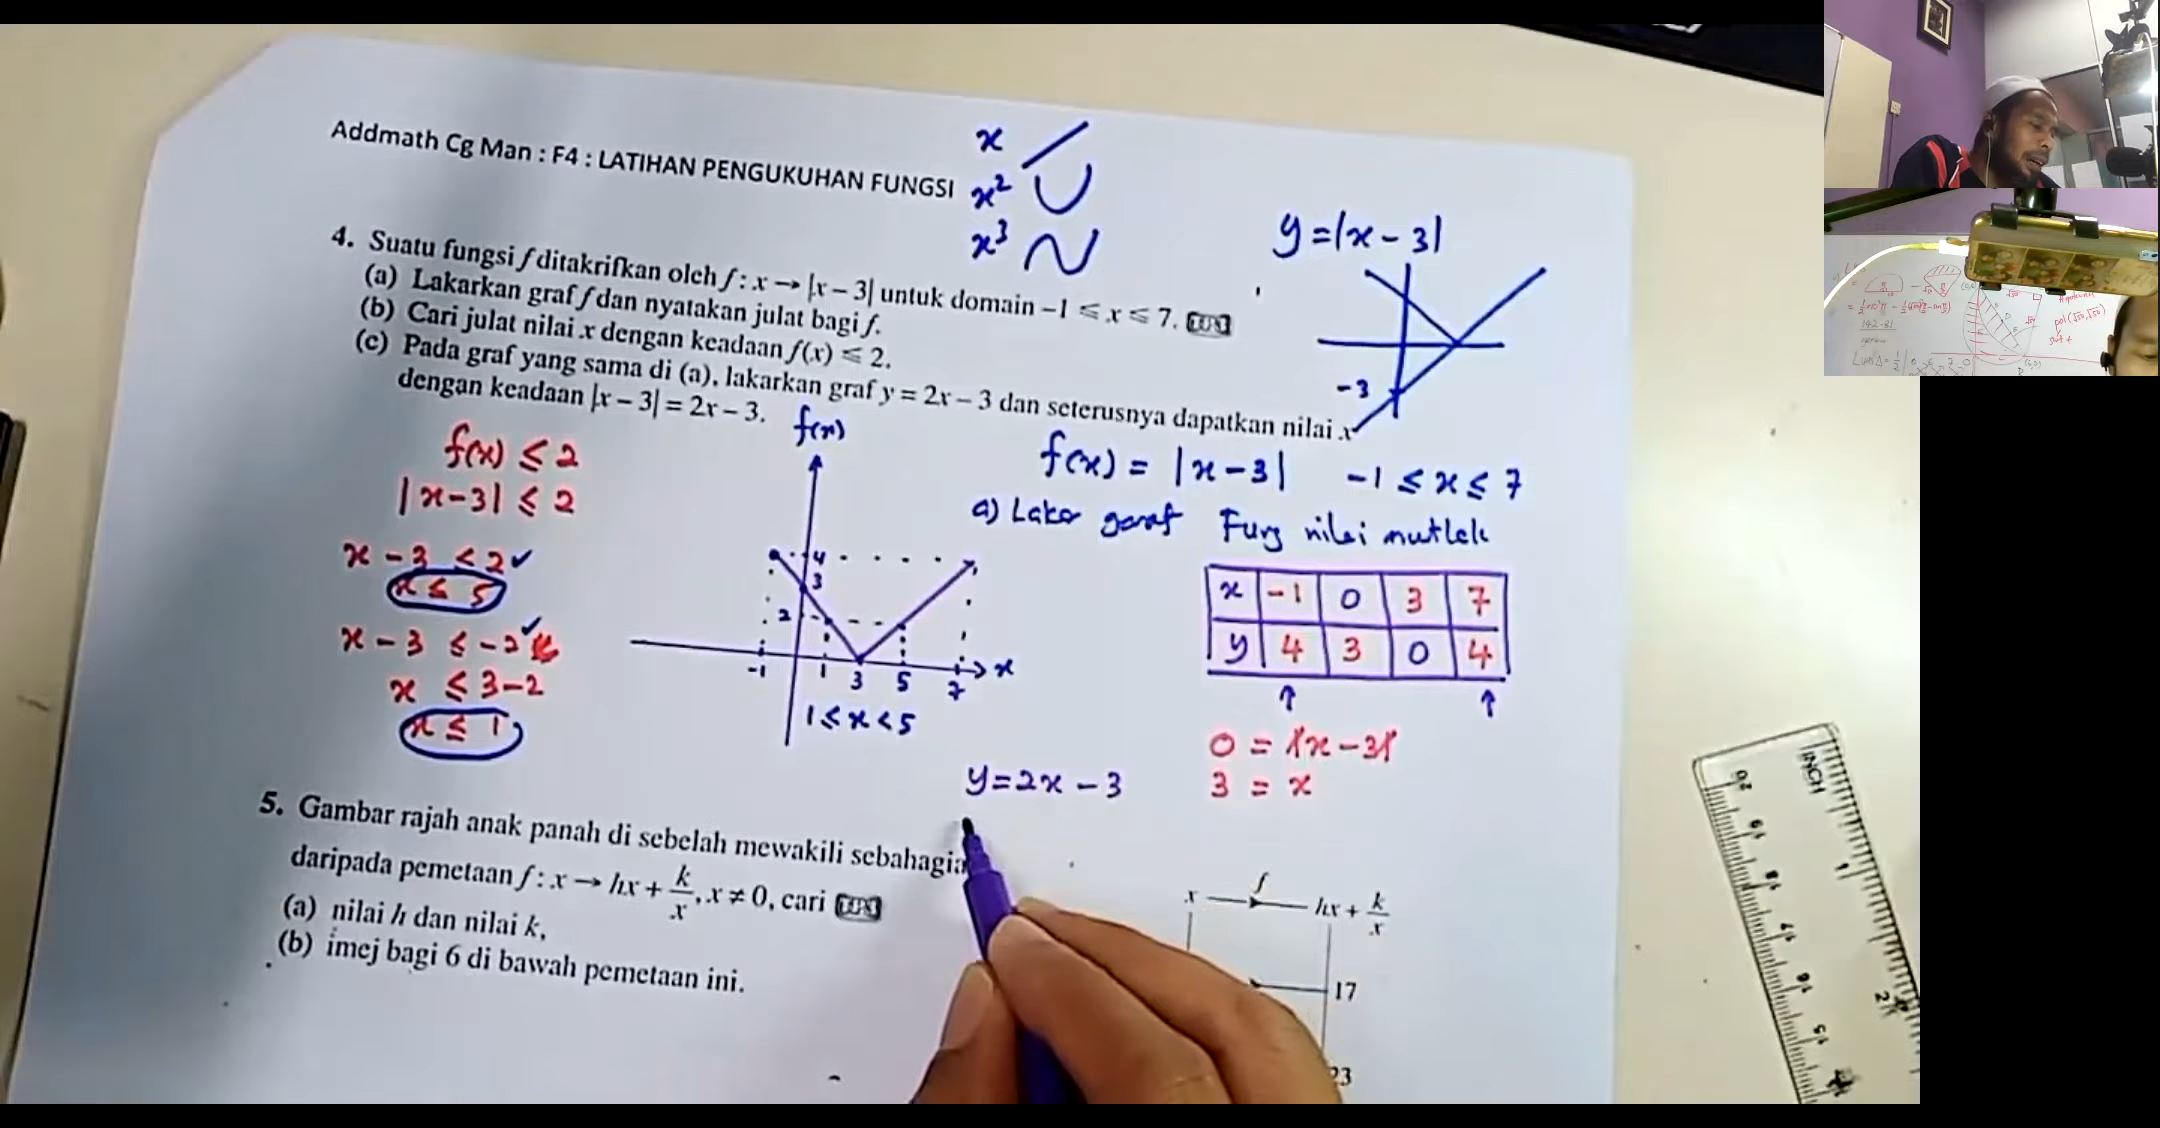 Addmath Cg Man : F4 : LATIHAN PENGUKUHAN FUNGSI
x
x²
x³
y=|x-3|
-3
4. Suatu fungsi f ditakrifkan oleh f : x → |x – 3| untuk domain –1 ⩽ x ⩽ 7.
(a) Lakarkan graf f dan nyatakan julat bagi f.
(b) Cari julat nilai x dengan keadaan f(x) ⩽ 2.
(c) Pada graf yang sama di (a), lakarkan graf y = 2x – 3 dan seterusnya dapatkan nilai x
dengan keadaan |x – 3| = 2x – 3.
f(x) ≤ 2
|x-3| ≤ 2
x - 3 ≤ 2
x ≤ 5
x - 3 ≤ -2
x ≤ 3-2
x ≤ 1
f(x)
4
3
2
-1 1 3 5 7 x
1 ≤ x < 5
f(x) = |x-3| -1 ≤ x ≤ 7
a) Laker Fung nilai mutlak
x -1 0 3 7
y 4 3 0 4
0 = |x-3|
3 = x
y=2x-3
5. Gambar rajah anak panah di sebelah mewakili sebahagia
daripada pemetaan f : x → hx + k/x, x ≠ 0, cari
(a) nilai h dan nilai k,
(b) imej bagi 6 di bawah pemetaan ini.
x f hx + k/x
17
23
INCH